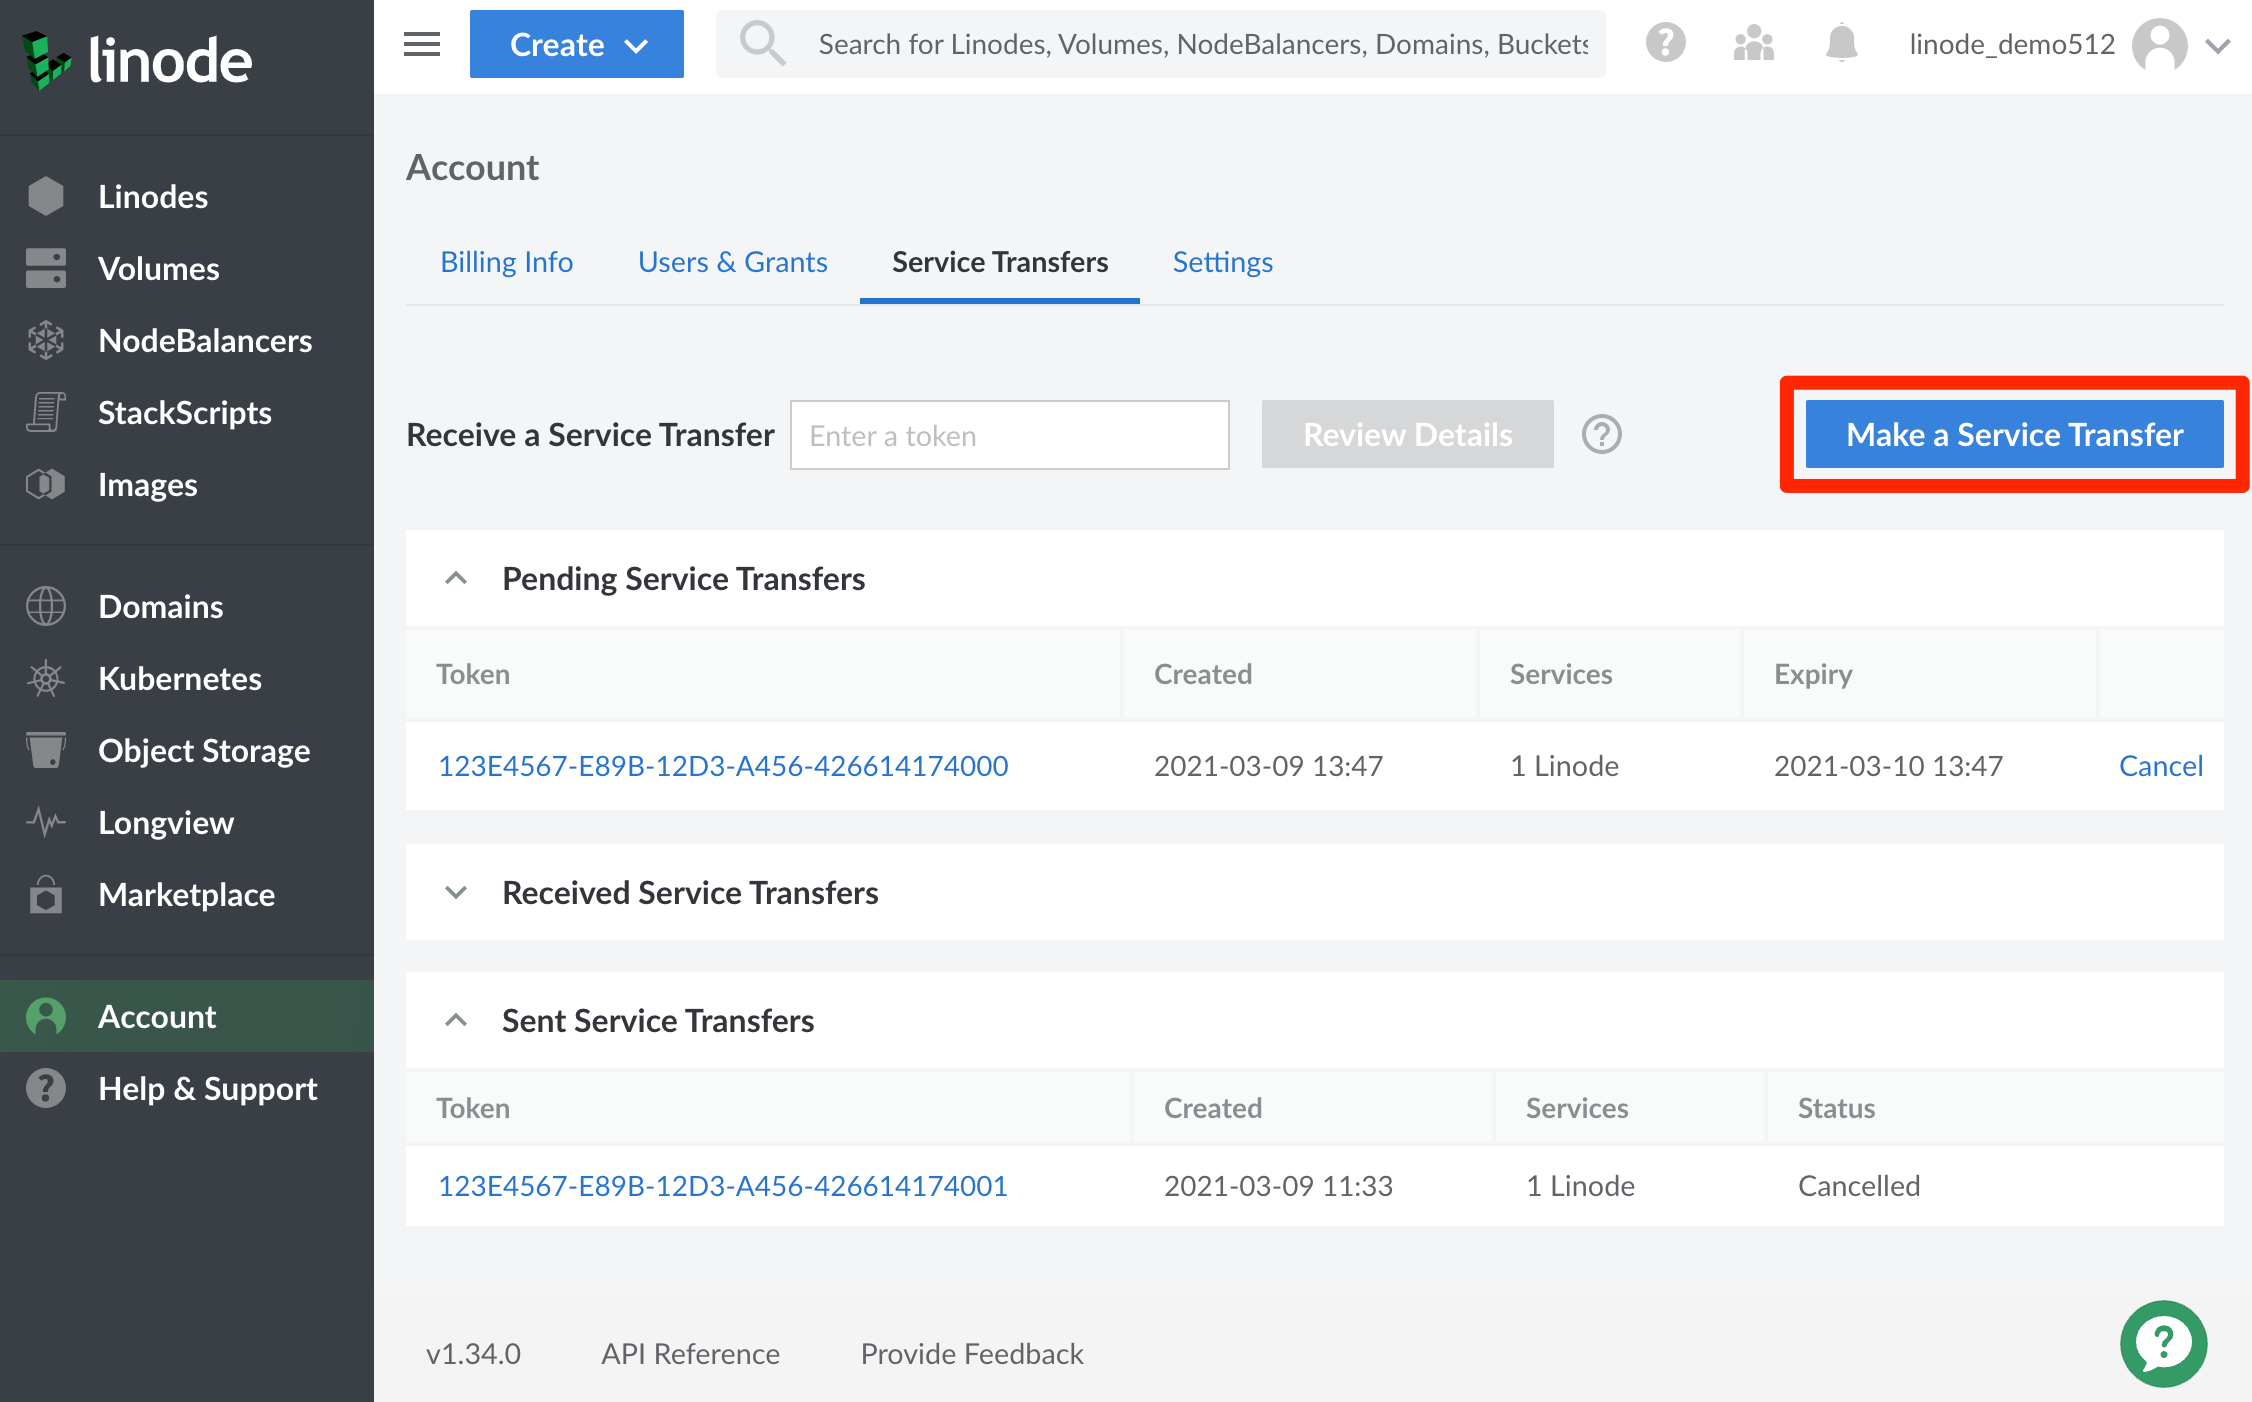 linode
Create
Search for Linodes, Volumes, NodeBalancers, Domains, Buckets
linode_demo512
Linodes
Volumes
NodeBalancers
StackScripts
Images
Domains
Kubernetes
Object Storage
Longview
Marketplace
Account
Help & Support
Account
Billing Info Users & Grants Service Transfers Settings
Receive a Service Transfer Enter a token Review Details ? Make a Service Transfer
Pending Service Transfers
Token Created Services Expiry
123E4567-E89B-12D3-A456-426614174000 2021-03-09 13:47 1 Linode 2021-03-10 13:47 Cancel
Received Service Transfers
Sent Service Transfers
Token Created Services Status
123E4567-E89B-12D3-A456-426614174001 2021-03-09 11:33 1 Linode Cancelled
v1.34.0 API Reference Provide Feedback